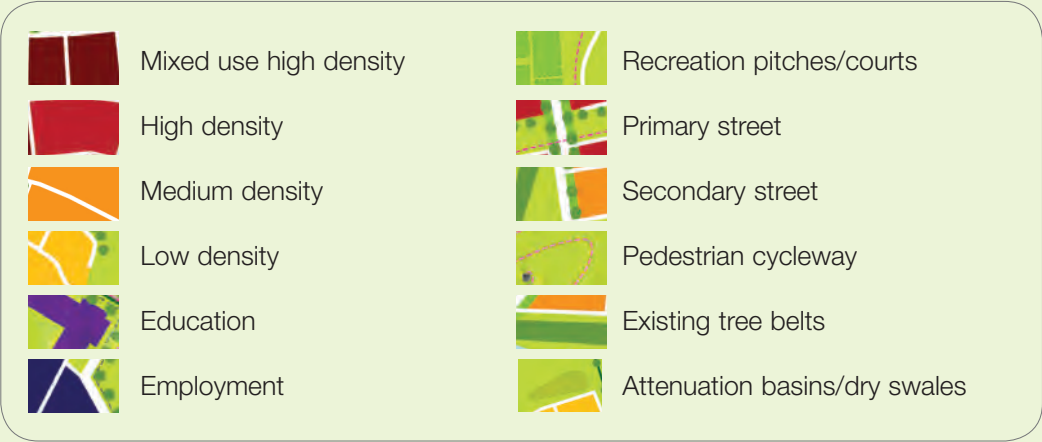 Mixed use high density
High density
Medium density
Low density
Education
Employment
Recreation pitches/courts
Primary street
Secondary street
Pedestrian cycleway
Existing tree belts
Attenuation basins/dry swales